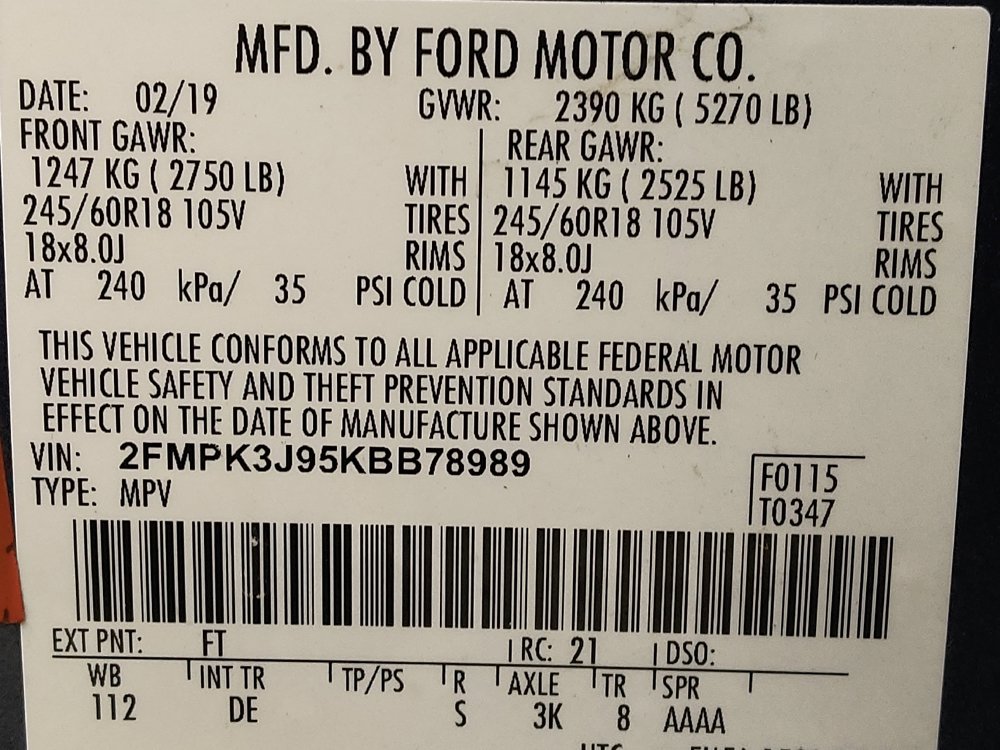 MFD. BY FORD MOTOR CO.
DATE: 02/19 GVWR: 2390 KG ( 5270 LB)
FRONT GAWR: REAR GAWR:
1247 KG ( 2750 LB) WITH 1145 KG ( 2525 LB) WITH
245/60R18 105V TIRES 245/60R18 105V TIRES
18x8.0J RIMS 18x8.0J RIMS
AT 240 kPa/ 35 PSI COLD AT 240 kPa/ 35 PSI COLD
THIS VEHICLE CONFORMS TO ALL APPLICABLE FEDERAL MOTOR
VEHICLE SAFETY AND THEFT PREVENTION STANDARDS IN
EFFECT ON THE DATE OF MANUFACTURE SHOWN ABOVE.
VIN: 2FMPK3J95KBB78989
F0115
TYPE: MPV
T0347
EXT PNT: FT RC: 21 DSO:
WB INT TR TP/PS R AXLE TR SPR
112 DE S 3K 8 AAAA